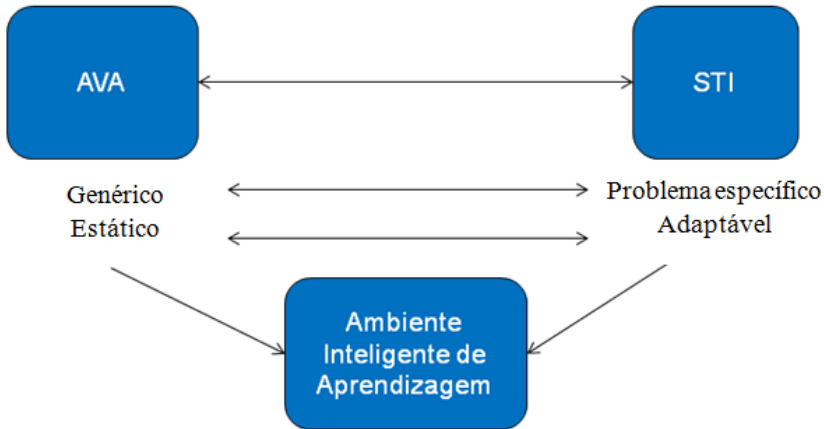 AVA
STI
Genérico
Estático
Problema específico
Adaptável
Ambiente
Inteligente de
Aprendizagem